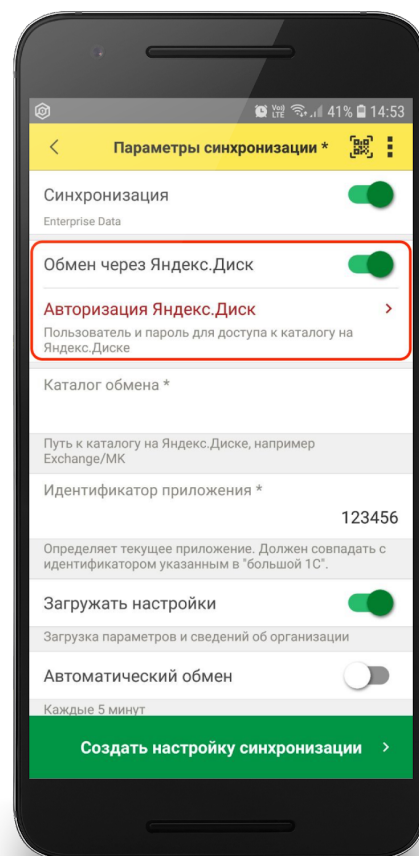 Vo)) LTE 41% 14:53
Параметры синхронизации *
Синхронизация
Enterprise Data
Обмен через Яндекс.Диск
Авторизация Яндекс.Диск
Пользователь и пароль для доступа к каталогу на
Яндекс.Диске
Каталог обмена *
Путь к каталогу на Яндекс.Диске, например
Exchange/МК
Идентификатор приложения *
123456
Определяет текущее приложение. Должен совпадать с
идентификатором указанным в "большой 1С".
Загружать настройки
Загрузка параметров и сведений об организации
Автоматический обмен
Каждые 5 минут
Создать настройку синхронизации